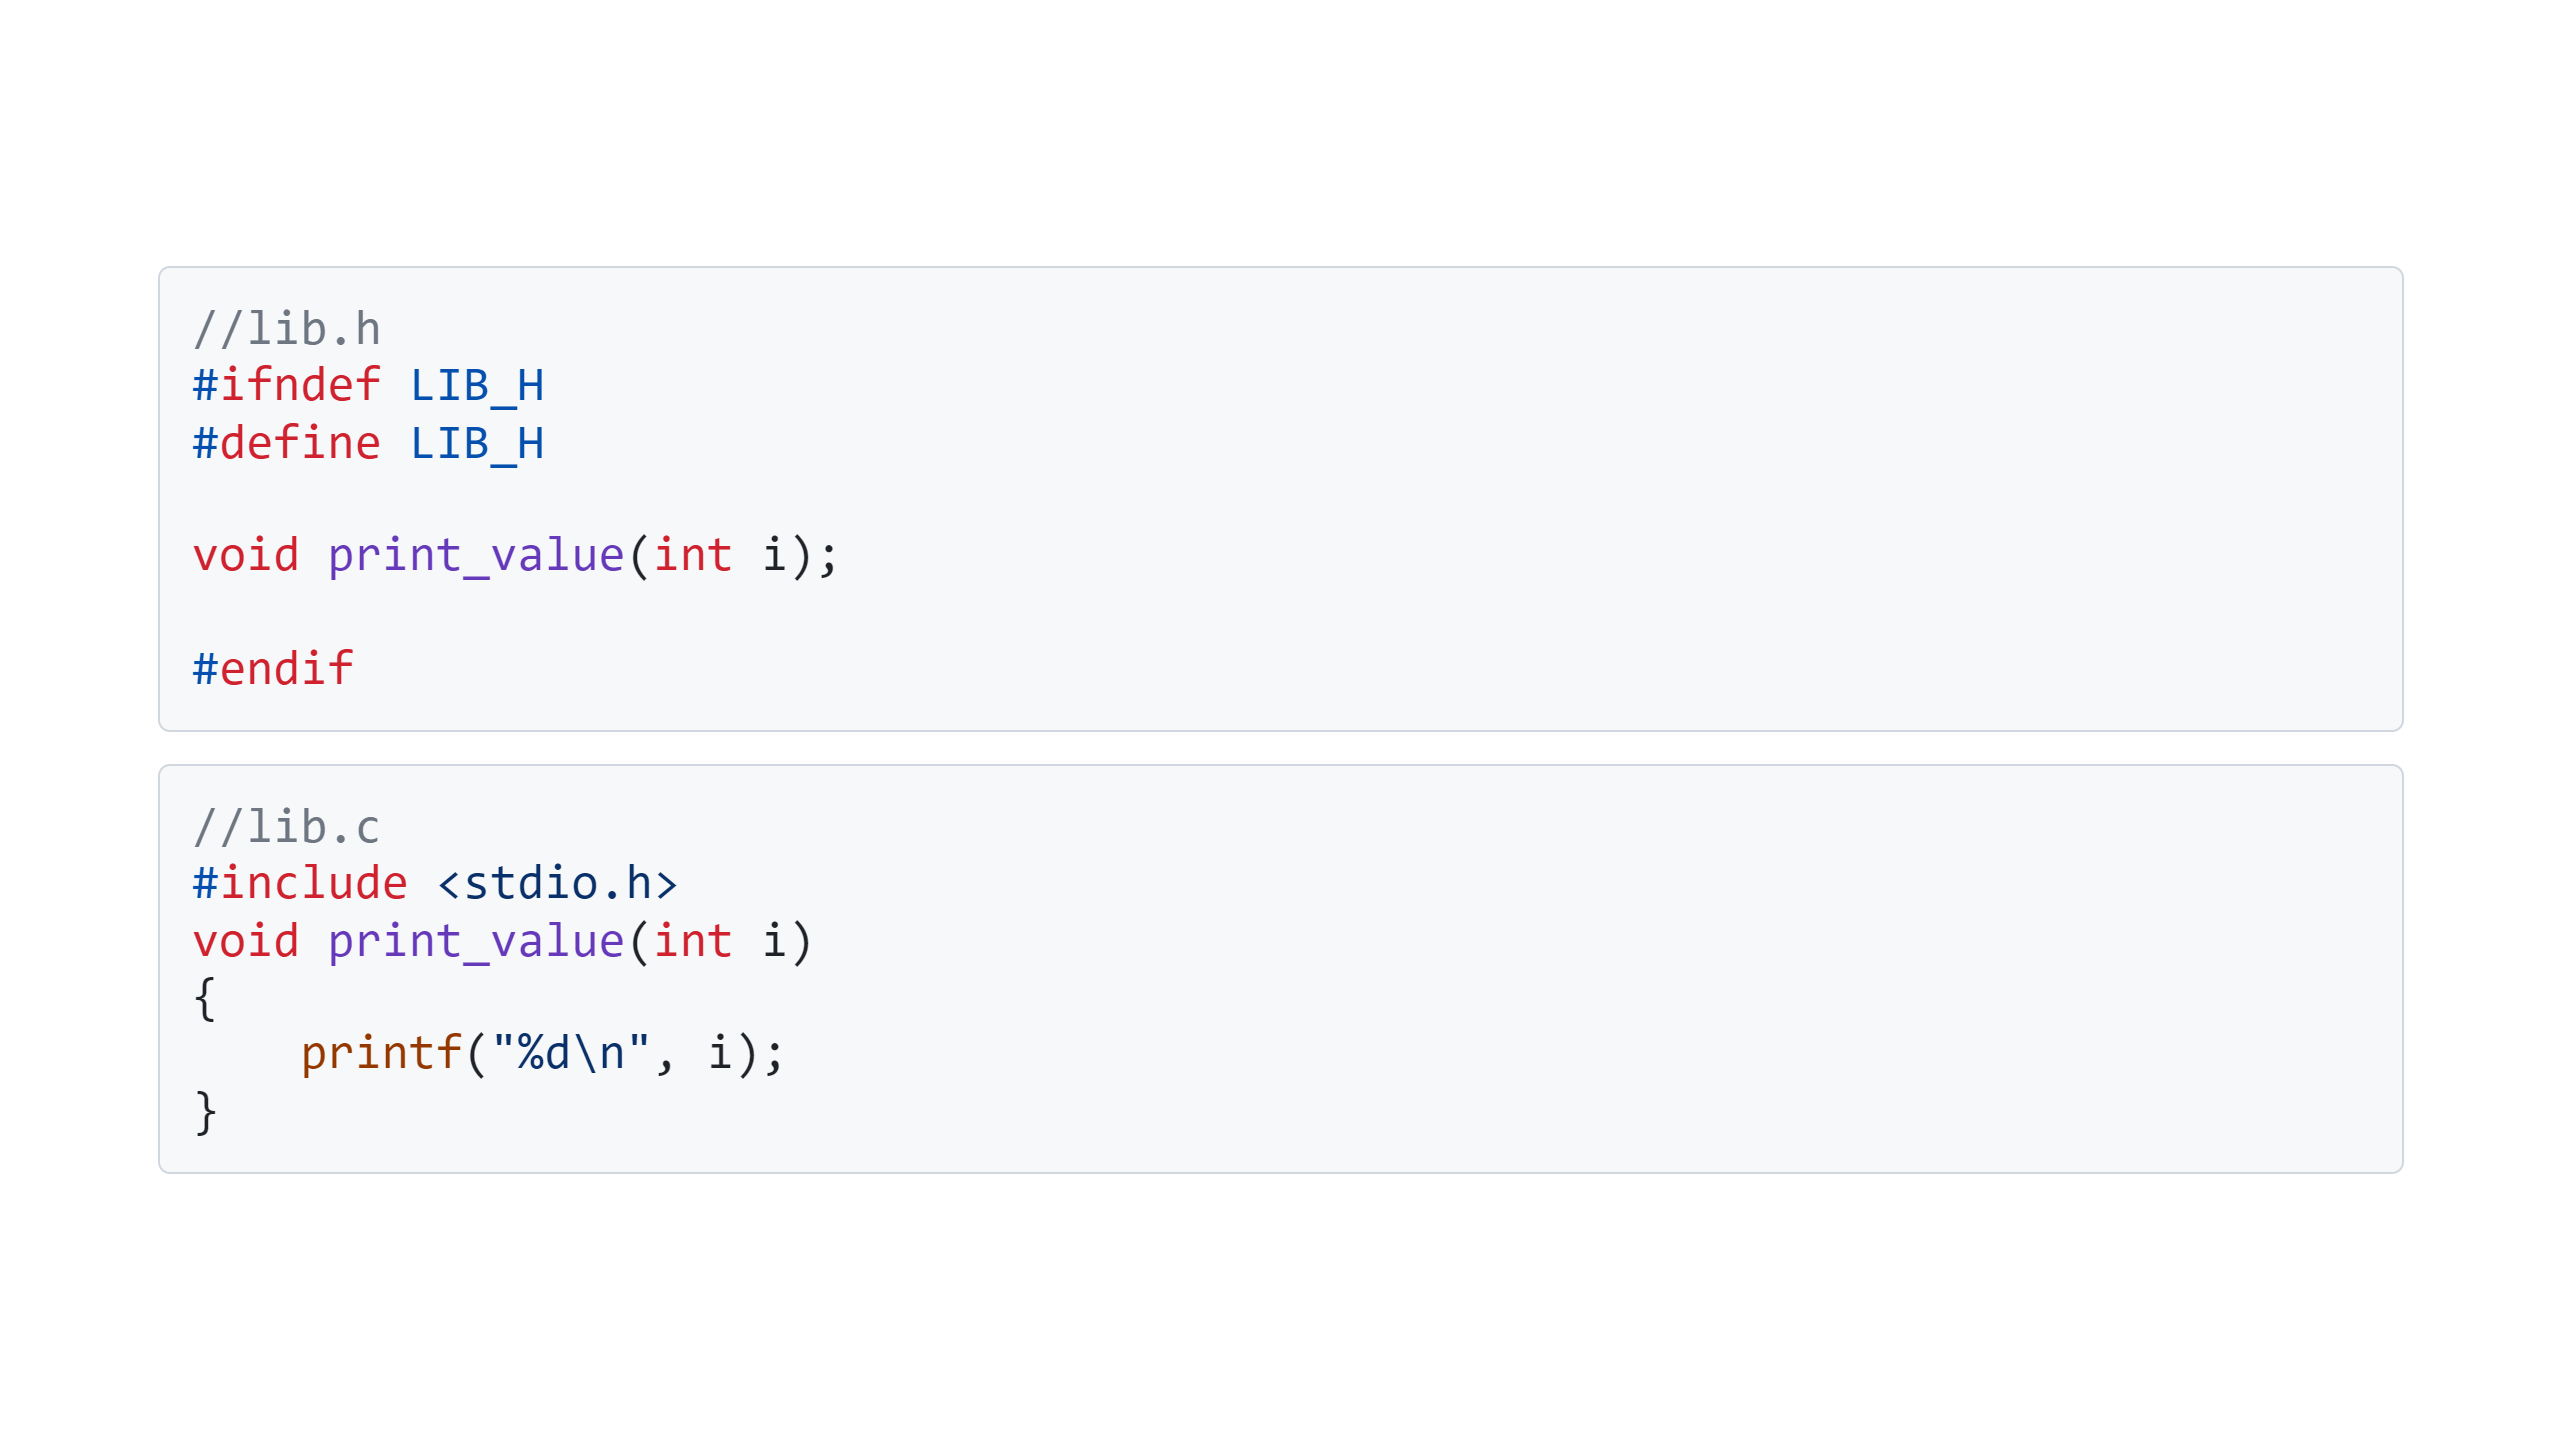 //lib.h
#ifndef LIB_H
#define LIB_H
void print_value(int i);
#endif
//lib.c
#include <stdio.h>
void print_value(int i)
{
    printf("%d\n", i);
}